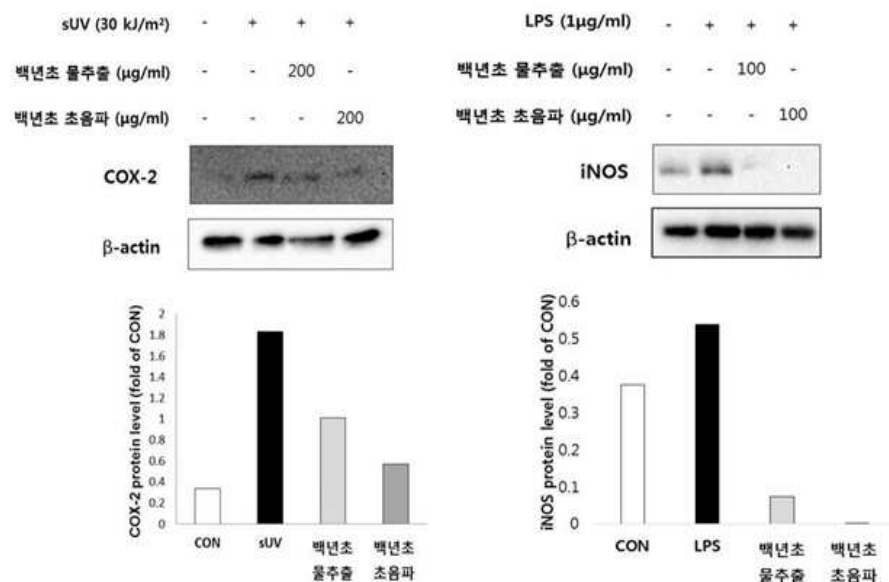 sUV (30 kJ/m²) - + + +
백년초 물추출 (μg/ml) - - 200 -
백년초 초음파 (μg/ml) - - - 200
COX-2
β-actin
COX-2 protein level (fold of CON)
2
1.8
1.6
1.4
1.2
1
0.8
0.6
0.4
0.2
0
CON sUV 백년초 백년초
물추출 초음파
LPS (1μg/ml) - + + +
백년초 물추출 (μg/ml) - - 100 -
백년초 초음파 (μg/ml) - - - 100
iNOS
β-actin
iNOS protein level (fold of CON)
0.6
0.5
0.4
0.3
0.2
0.1
0
CON LPS 백년초 백년초
물추출 초음파